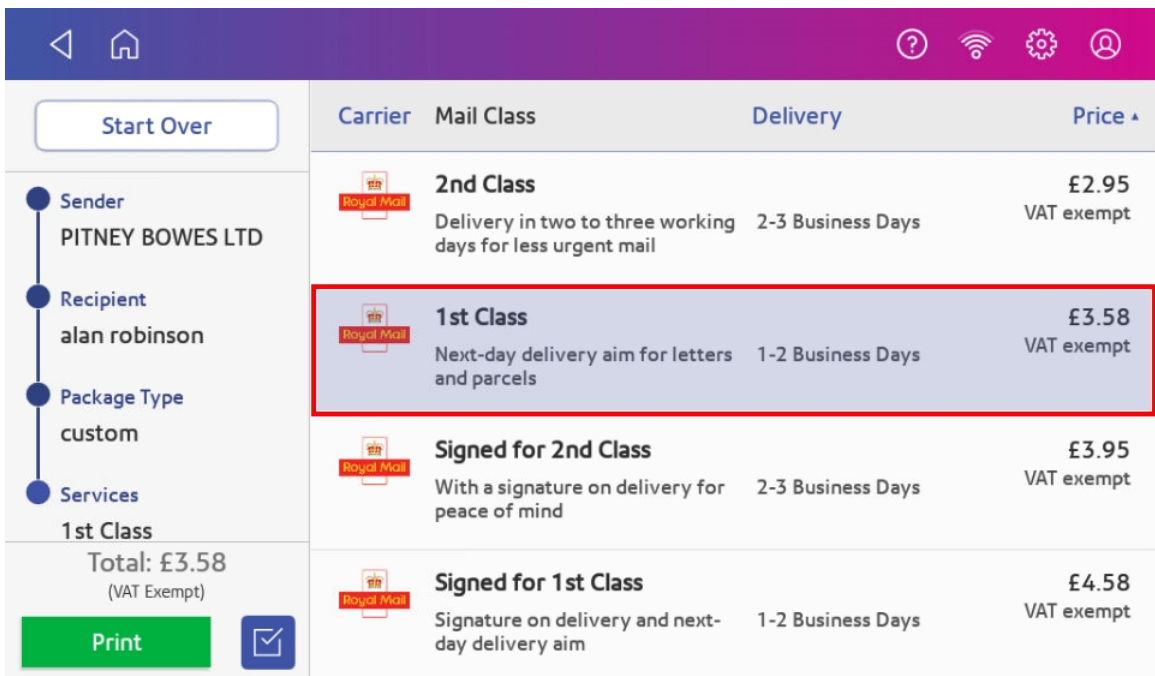 Start Over
Sender
PITNEY BOWES LTD
Recipient
alan robinson
Package Type
custom
Services
1st Class
Total: £3.58
(VAT Exempt)
Print
Carrier Mail Class Delivery Price
Royal Mail
2nd Class
Delivery in two to three working
days for less urgent mail
2-3 Business Days
£2.95
VAT exempt
Royal Mail
1st Class
Next-day delivery aim for letters
and parcels
1-2 Business Days
£3.58
VAT exempt
Royal Mail
Signed for 2nd Class
With a signature on delivery for
peace of mind
2-3 Business Days
£3.95
VAT exempt
Royal Mail
Signed for 1st Class
Signature on delivery and next-
day delivery aim
1-2 Business Days
£4.58
VAT exempt